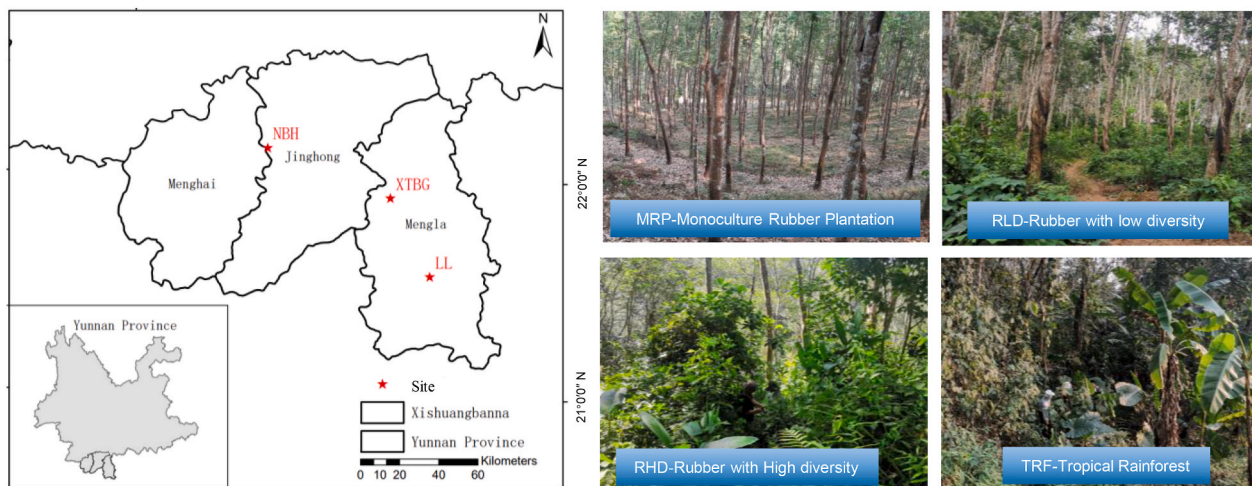 N
NBH
Jinghong
Menghai
XTBG
Mengla
LL
Yunnan Province
Site
Xishuangbanna
Yunnan Province
Kilometers
0 10 20 40 60
22°0'0" N
21°0'0" N
MRP-Monoculture Rubber Plantation
RLD-Rubber with low diversity
RHD-Rubber with High diversity
TRF-Tropical Rainforest